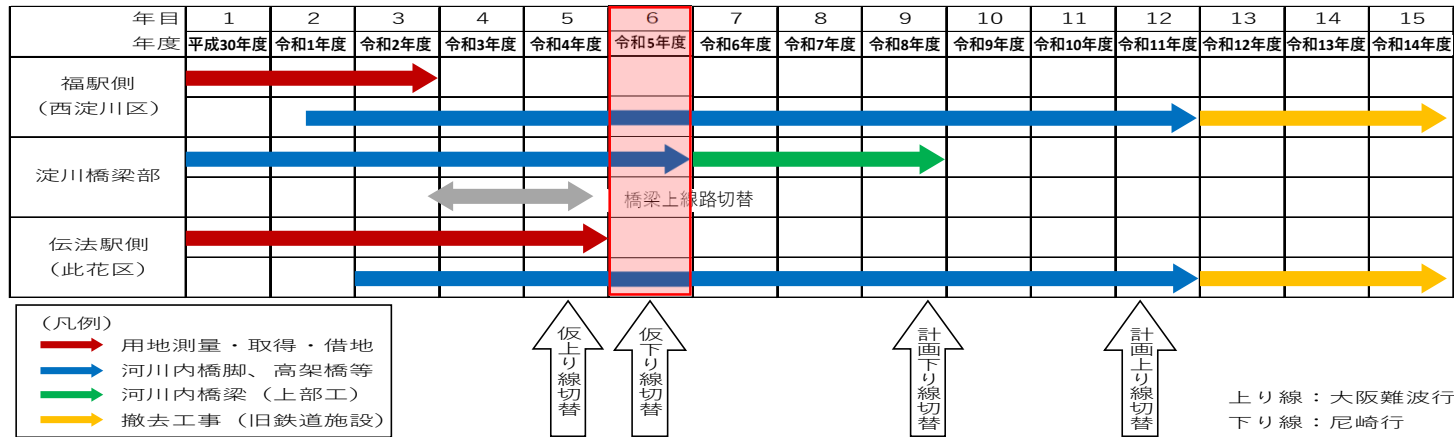 年目 1 2 3 4 5 6 7 8 9 10 11 12 13 14 15
年度 平成30年度 令和1年度 令和2年度 令和3年度 令和4年度 令和5年度 令和6年度 令和7年度 令和8年度 令和9年度 令和10年度 令和11年度 令和12年度 令和13年度 令和14年度
福駅側
(西淀川区)
淀川橋梁部
橋梁上線路切替
伝法駅側
(此花区)
(凡例)
用地測量・取得・借地
河川内橋脚、高架橋等
河川内橋梁(上部工)
撤去工事(旧鉄道施設)
仮上り線切替
仮下り線切替
計画下り線切替
計画上り線切替
上り線:大阪難波行
下り線:尼崎行